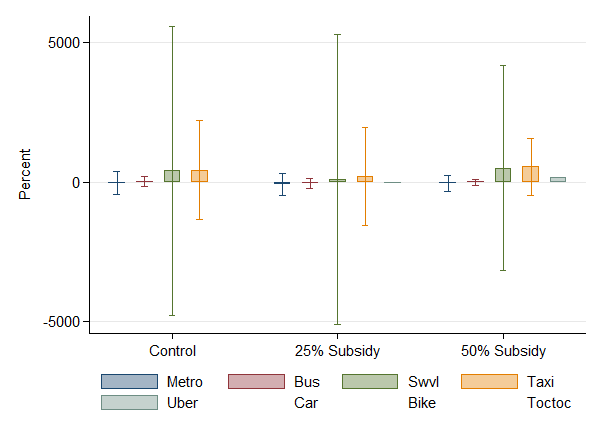 5000
0
-5000
Percent
Control 25% Subsidy 50% Subsidy
Metro Bus Swvl Taxi
Uber Car Bike Toctoc